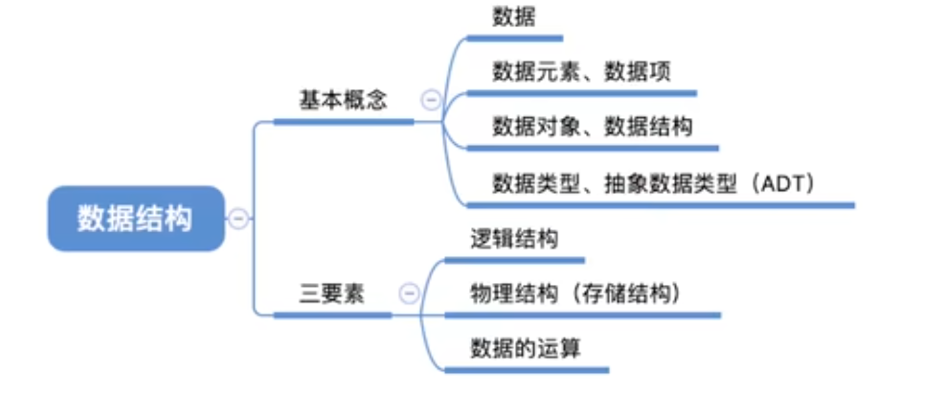 数据结构
基本概念
数据
数据元素、数据项
数据对象、数据结构
数据类型、抽象数据类型（ADT）
三要素
逻辑结构
物理结构（存储结构）
数据的运算